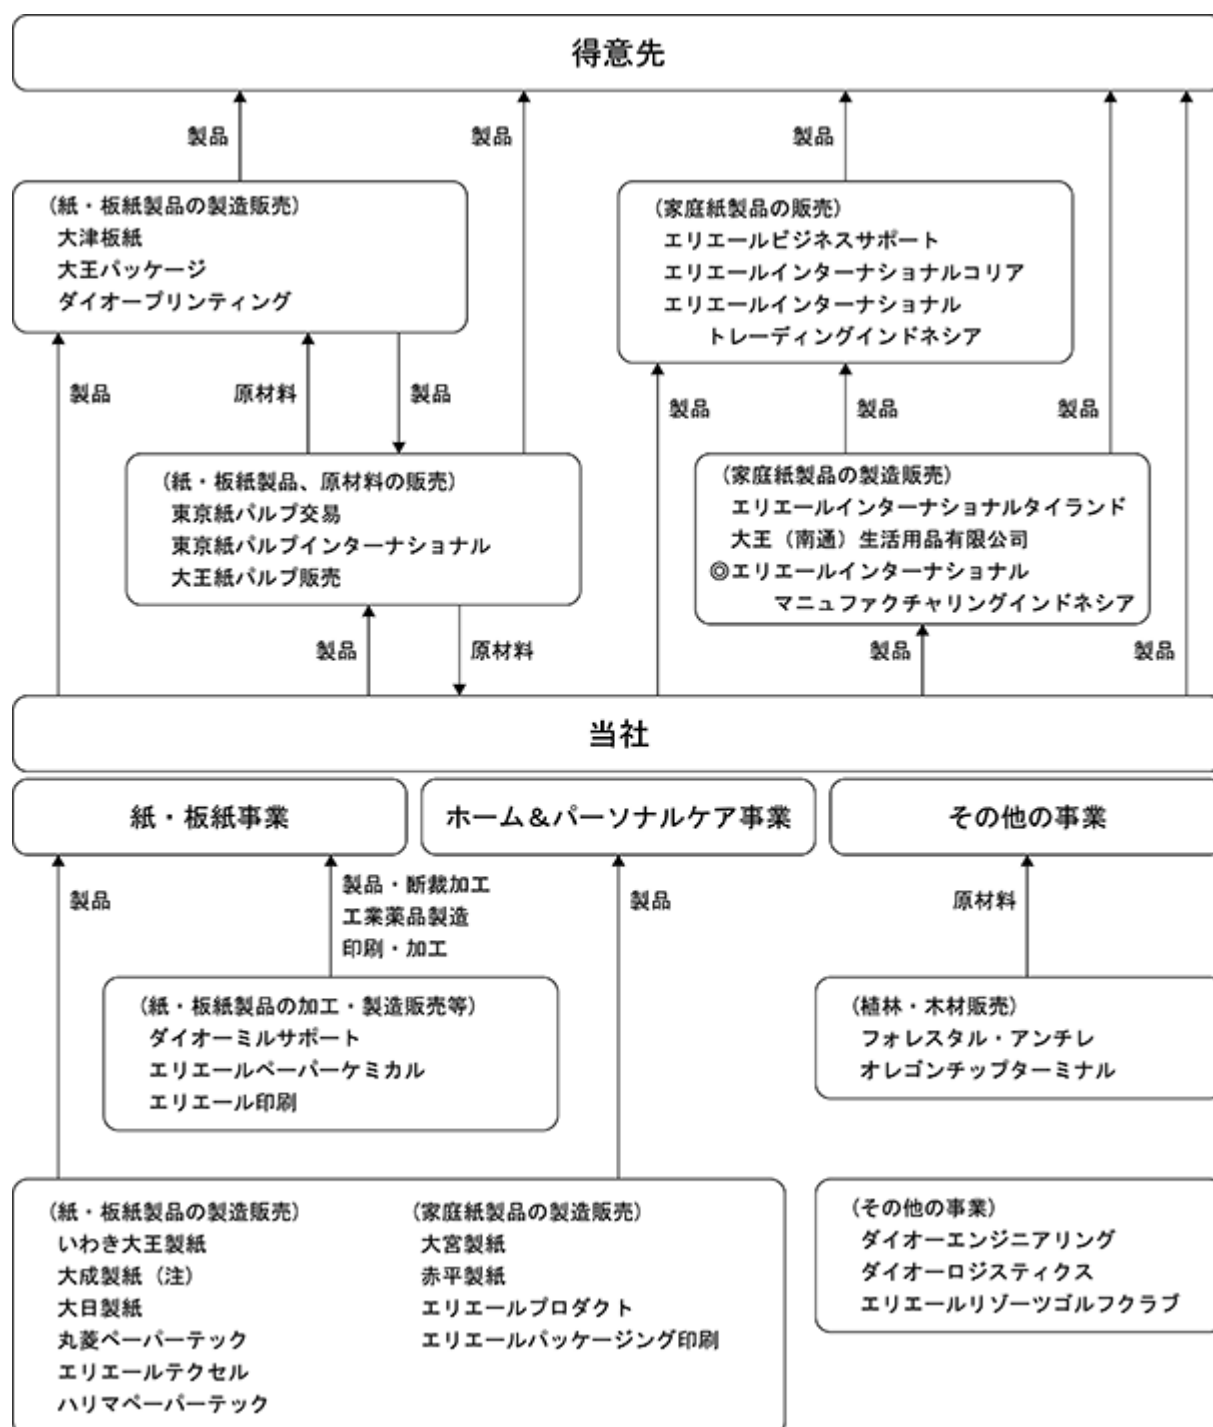 得意先
製品
製品
製品
製品
(紙・板紙製品の製造販売)
大津板紙
大王パッケージ
ダイオープリンティング
(家庭紙製品の販売)
エリエールビジネスサポート
エリエールインターナショナルコリア
エリエールインターナショナル
トレーディングインドネシア
製品
原材料
製品
製品
製品
製品
(紙・板紙製品、原材料の販売)
東京紙パルプ交易
東京紙パルプインターナショナル
大王紙パルプ販売
(家庭紙製品の製造販売)
エリエールインターナショナルタイランド
大王（南通）生活用品有限公司
◎エリエールインターナショナル
マニュファクチャリングインドネシア
製品
原材料
製品
製品
当社
紙・板紙事業
ホーム＆パーソナルケア事業
その他の事業
製品
製品・断裁加工
工業薬品製造
印刷・加工
製品
原材料
(紙・板紙製品の加工・製造販売等)
ダイオーミルサポート
エリエールペーパーケミカル
エリエール印刷
(植林・木材販売)
フォレスタル・アンチレ
オレゴンチップターミナル
(紙・板紙製品の製造販売)
いわき大王製紙
大成製紙（注）
大日製紙
丸菱ペーパーテック
エリエールテクセル
ハリマペーパーテック
(家庭紙製品の製造販売)
大宮製紙
赤平製紙
エリエールプロダクト
エリエールパッケージング印刷
(その他の事業)
ダイオーエンジニアリング
ダイオーロジスティクス
エリエールリゾーツゴルフクラブ